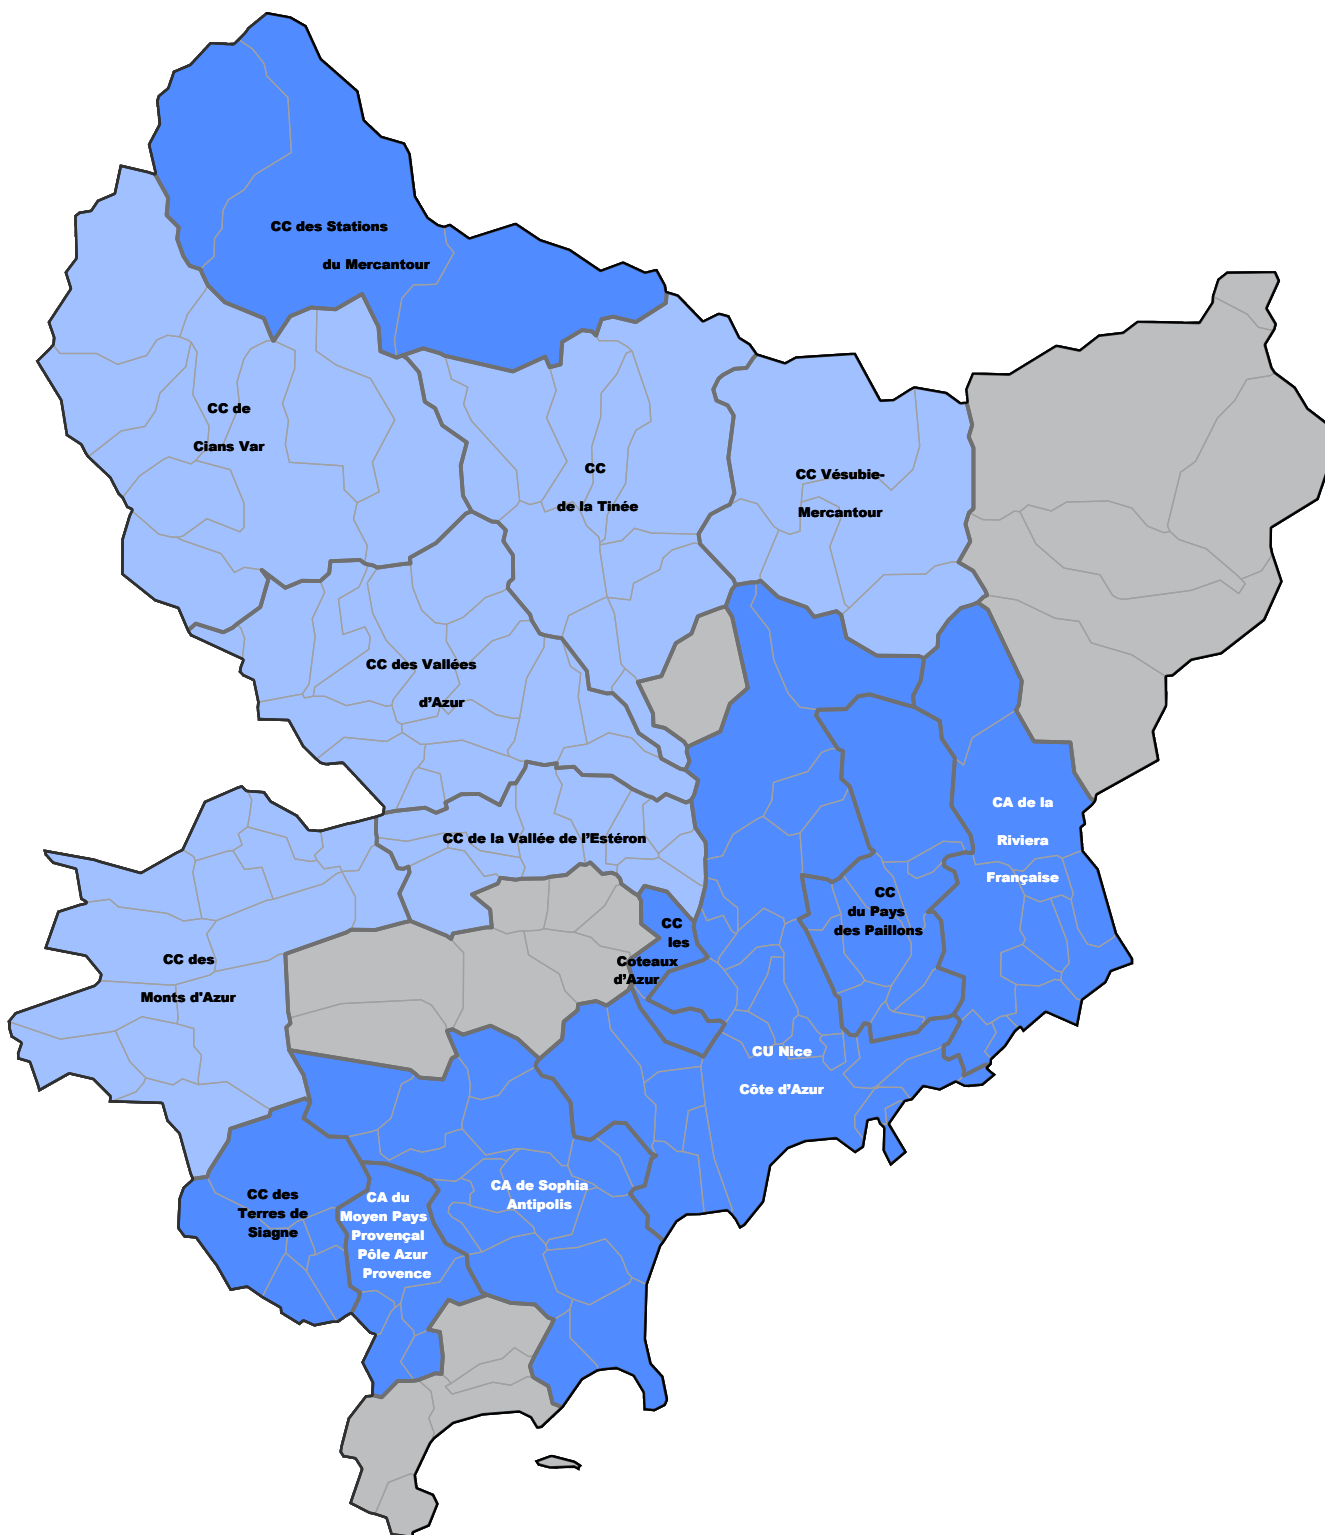 CC des Stations
du Mercantour
CC de
Cians Var
CC
de la Tinée
CC Vésubie-
Mercantour
CC des Vallées
d’Azur
CA de la
Riviera
Française
CC de la Vallée de l’Estéron
CC
du Pays
des Paillons
CC
les
Coteaux
d’Azur
CC des
Monts d'Azur
CU Nice
Côte d’Azur
CC des
Terres de
Siagne
CA du
Moyen Pays
Provençal
Pôle Azur
Provence
CA de Sophia
Antipolis